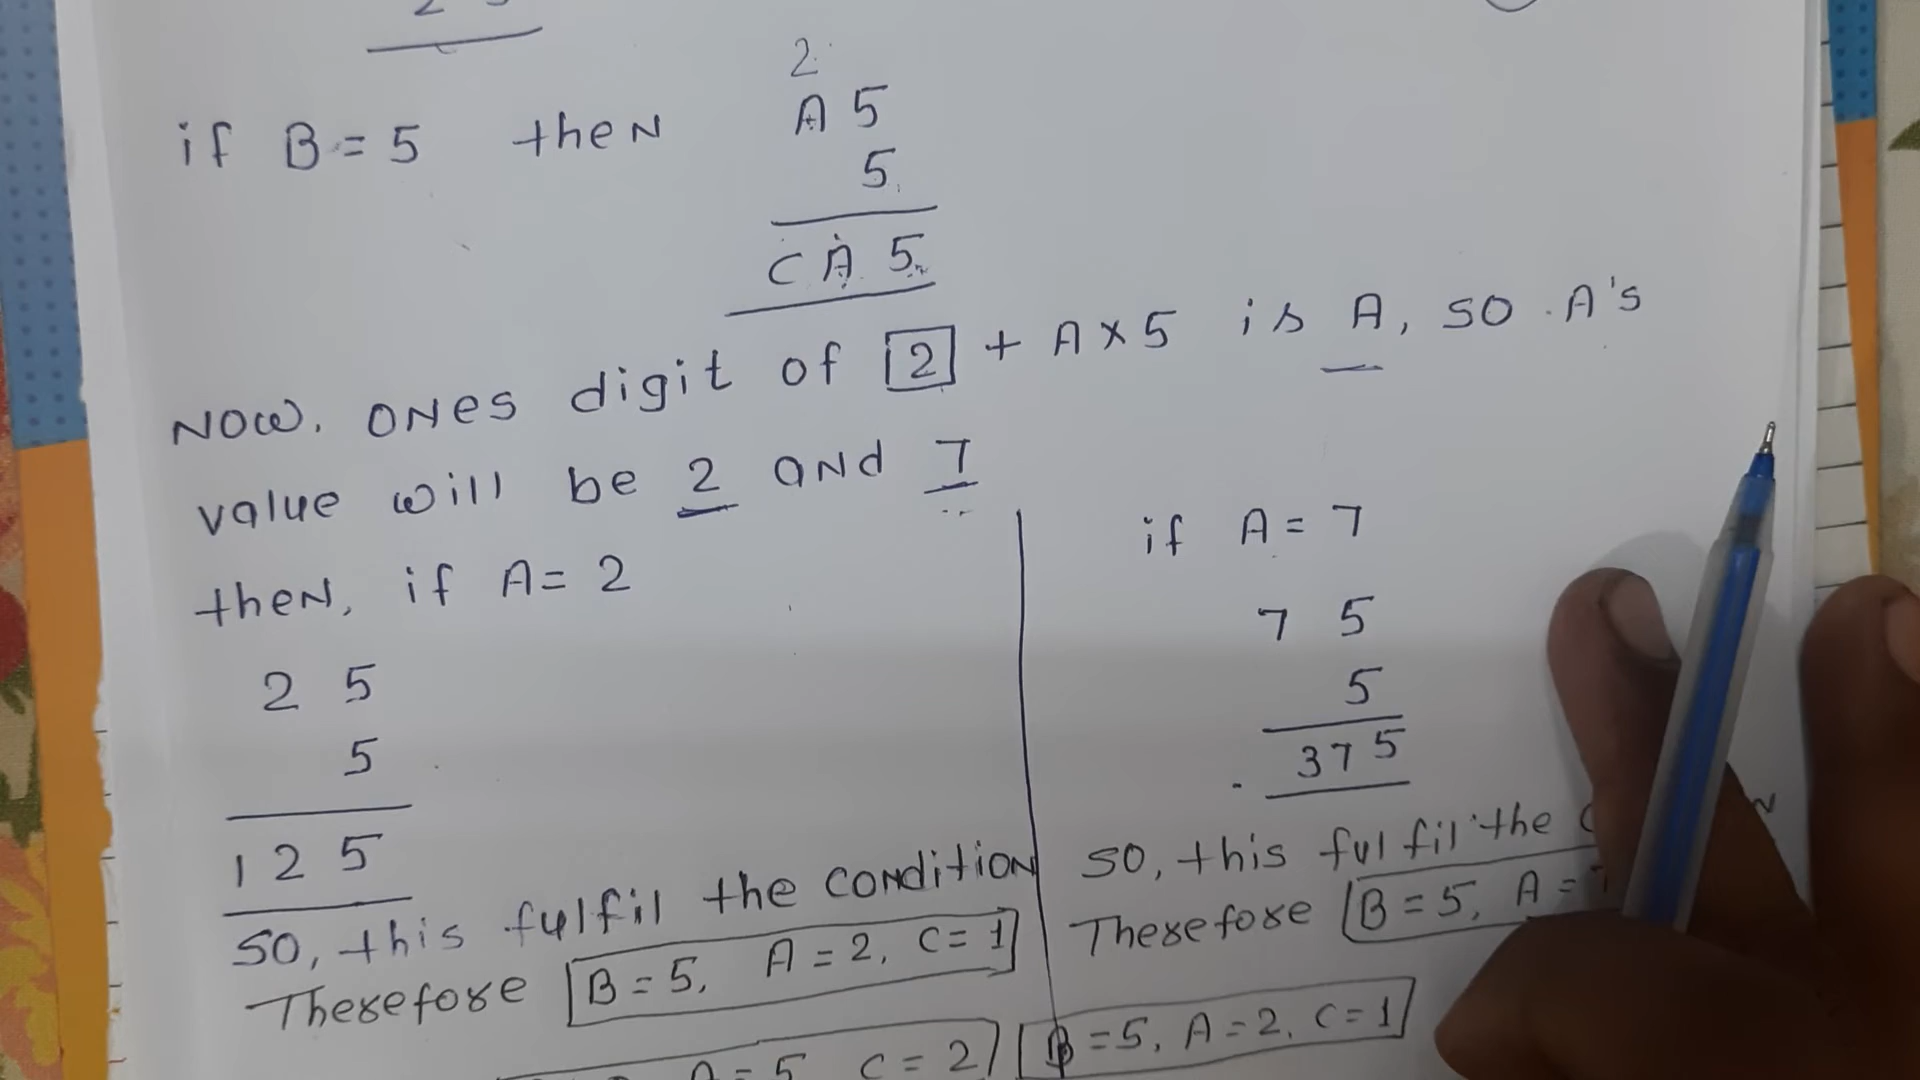 2
if B = 5 then A 5
5
C A 5
Now, ones digit of 2 + A × 5 is A, so A's
value will be 2 and 7
then, if A = 2
2 5
5
1 2 5
So, this fulfil the condition
Therefore B = 5, A = 2, C = 1
if A = 7
7 5
5
3 7 5
So, this fulfil the
Therefore B = 5, A =
A = 5 C = 2
B = 5, A = 2, C = 1